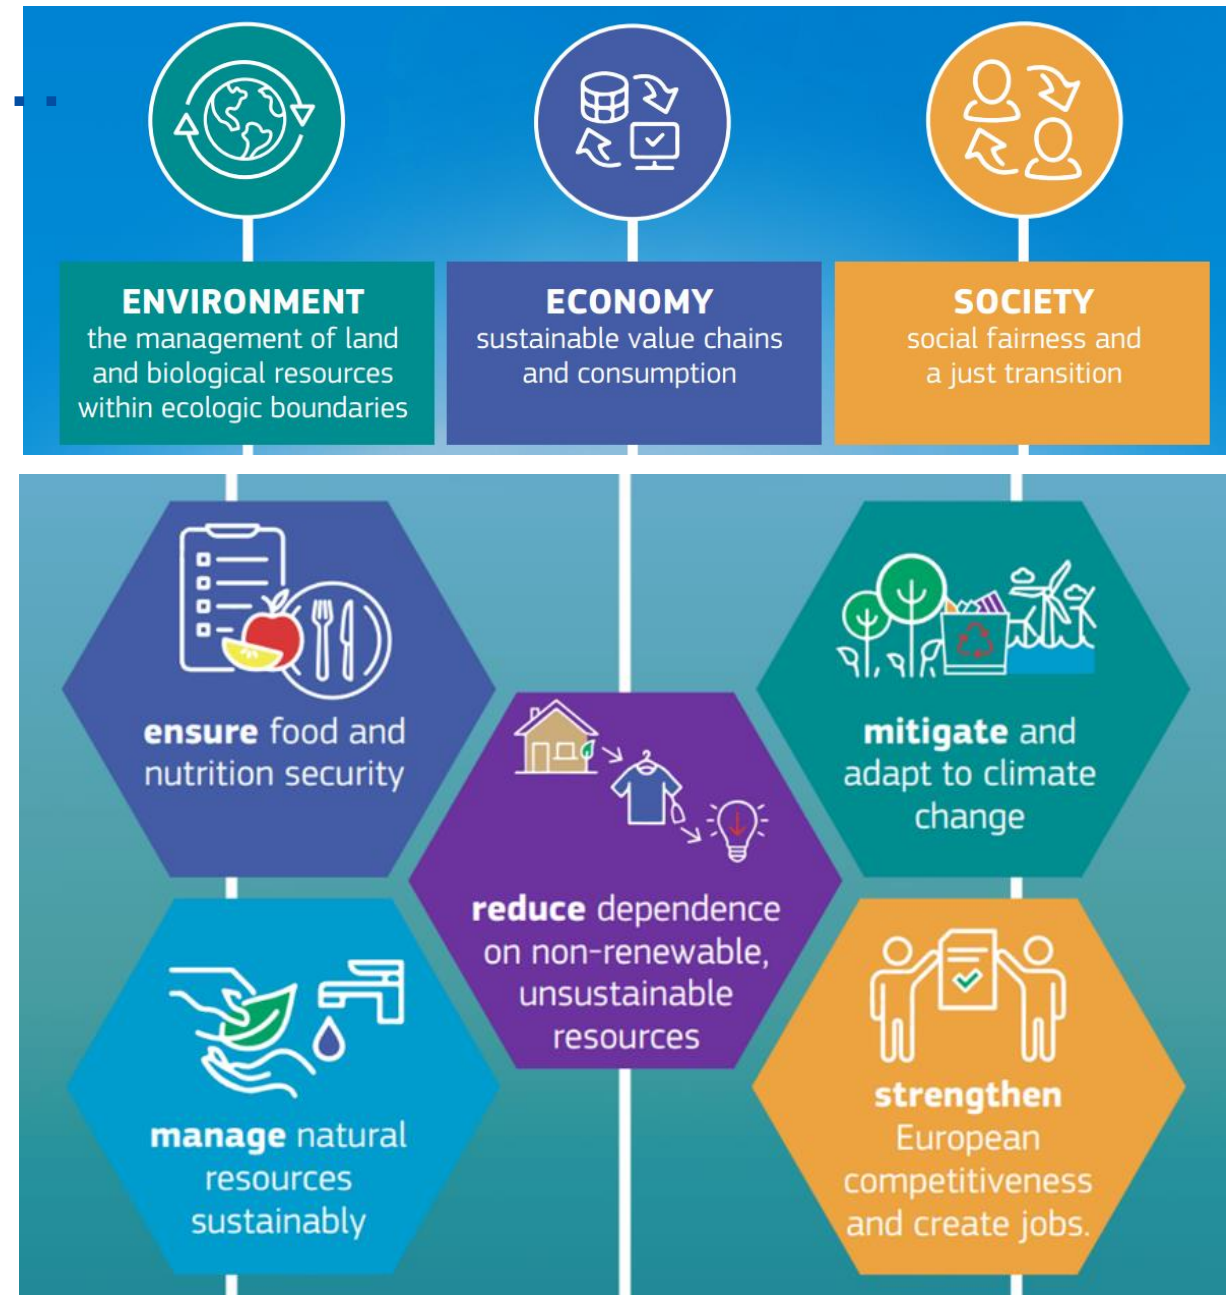 ENVIRONMENT
the management of land
and biological resources
within ecologic boundaries
ECONOMY
sustainable value chains
and consumption
SOCIETY
social fairness and
a just transition
ensure food and
nutrition security
mitigate and
adapt to climate
change
reduce dependence
on non-renewable,
unsustainable
resources
manage natural
resources
sustainably
strengthen
European
competitiveness
and create jobs.